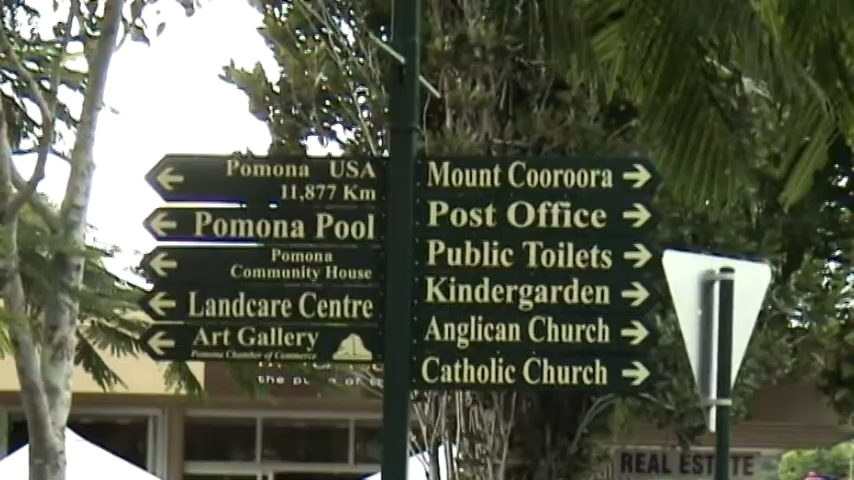 Pomona USA
11,877 Km
Pomona Pool
Pomona
Community House
Landcare Centre
Art Gallery
Pomona Chamber of Commerce
Mount Cooroora
Post Office
Public Toilets
Kindergarden
Anglican Church
Catholic Church
REAL ESTATE